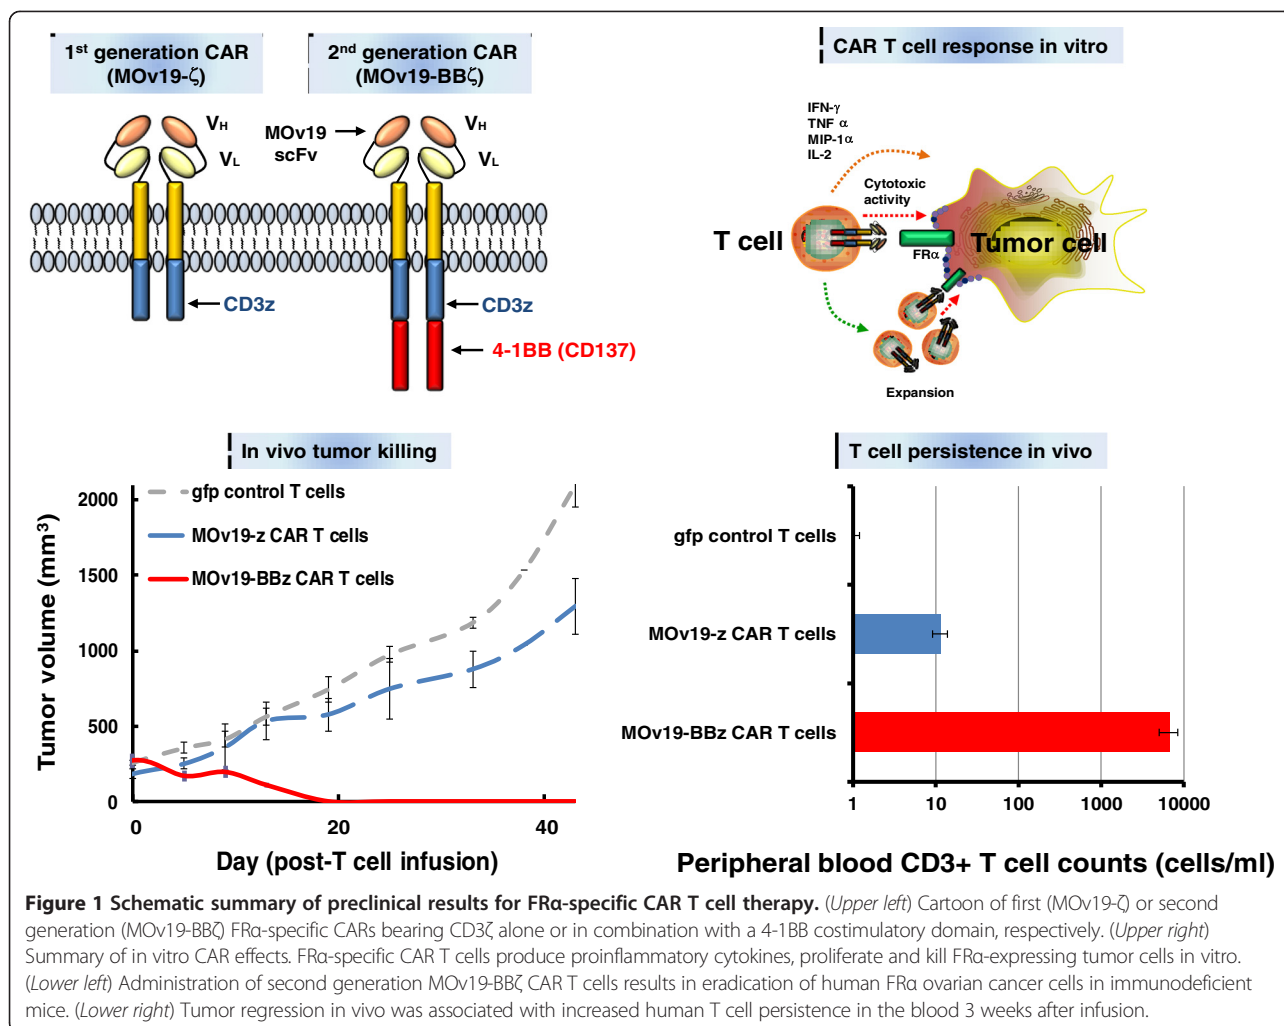 1st generation CAR
(MOv19-ζ)
2nd generation CAR
(MOv19-BBζ)
VH
VL
MOv19
scFv
VH
VL
CD3z
CD3z
4-1BB (CD137)
CAR T cell response in vitro
IFN-γ
TNF α
MIP-1α
IL-2
Cytotoxic
activity
T cell
FRα
Tumor cell
Expansion
In vivo tumor killing
Tumor volume (mm3)
2000
1500
1000
500
0
gfp control T cells
MOv19-z CAR T cells
MOv19-BBz CAR T cells
0
20
40
Day (post-T cell infusion)
T cell persistence in vivo
gfp control T cells
MOv19-z CAR T cells
MOv19-BBz CAR T cells
1
10
100
1000
10000
Peripheral blood CD3+ T cell counts (cells/ml)
Figure 1 Schematic summary of preclinical results for FRα-specific CAR T cell therapy. (Upper left) Cartoon of first (MOv19-ζ) or second
generation (MOv19-BBζ) FRα-specific CARs bearing CD3ζ alone or in combination with a 4-1BB costimulatory domain, respectively. (Upper right)
Summary of in vitro CAR effects. FRα-specific CAR T cells produce proinflammatory cytokines, proliferate and kill FRα-expressing tumor cells in vitro.
(Lower left) Administration of second generation MOv19-BBζ CAR T cells results in eradication of human FRα ovarian cancer cells in immunodeficient
mice. (Lower right) Tumor regression in vivo was associated with increased human T cell persistence in the blood 3 weeks after infusion.